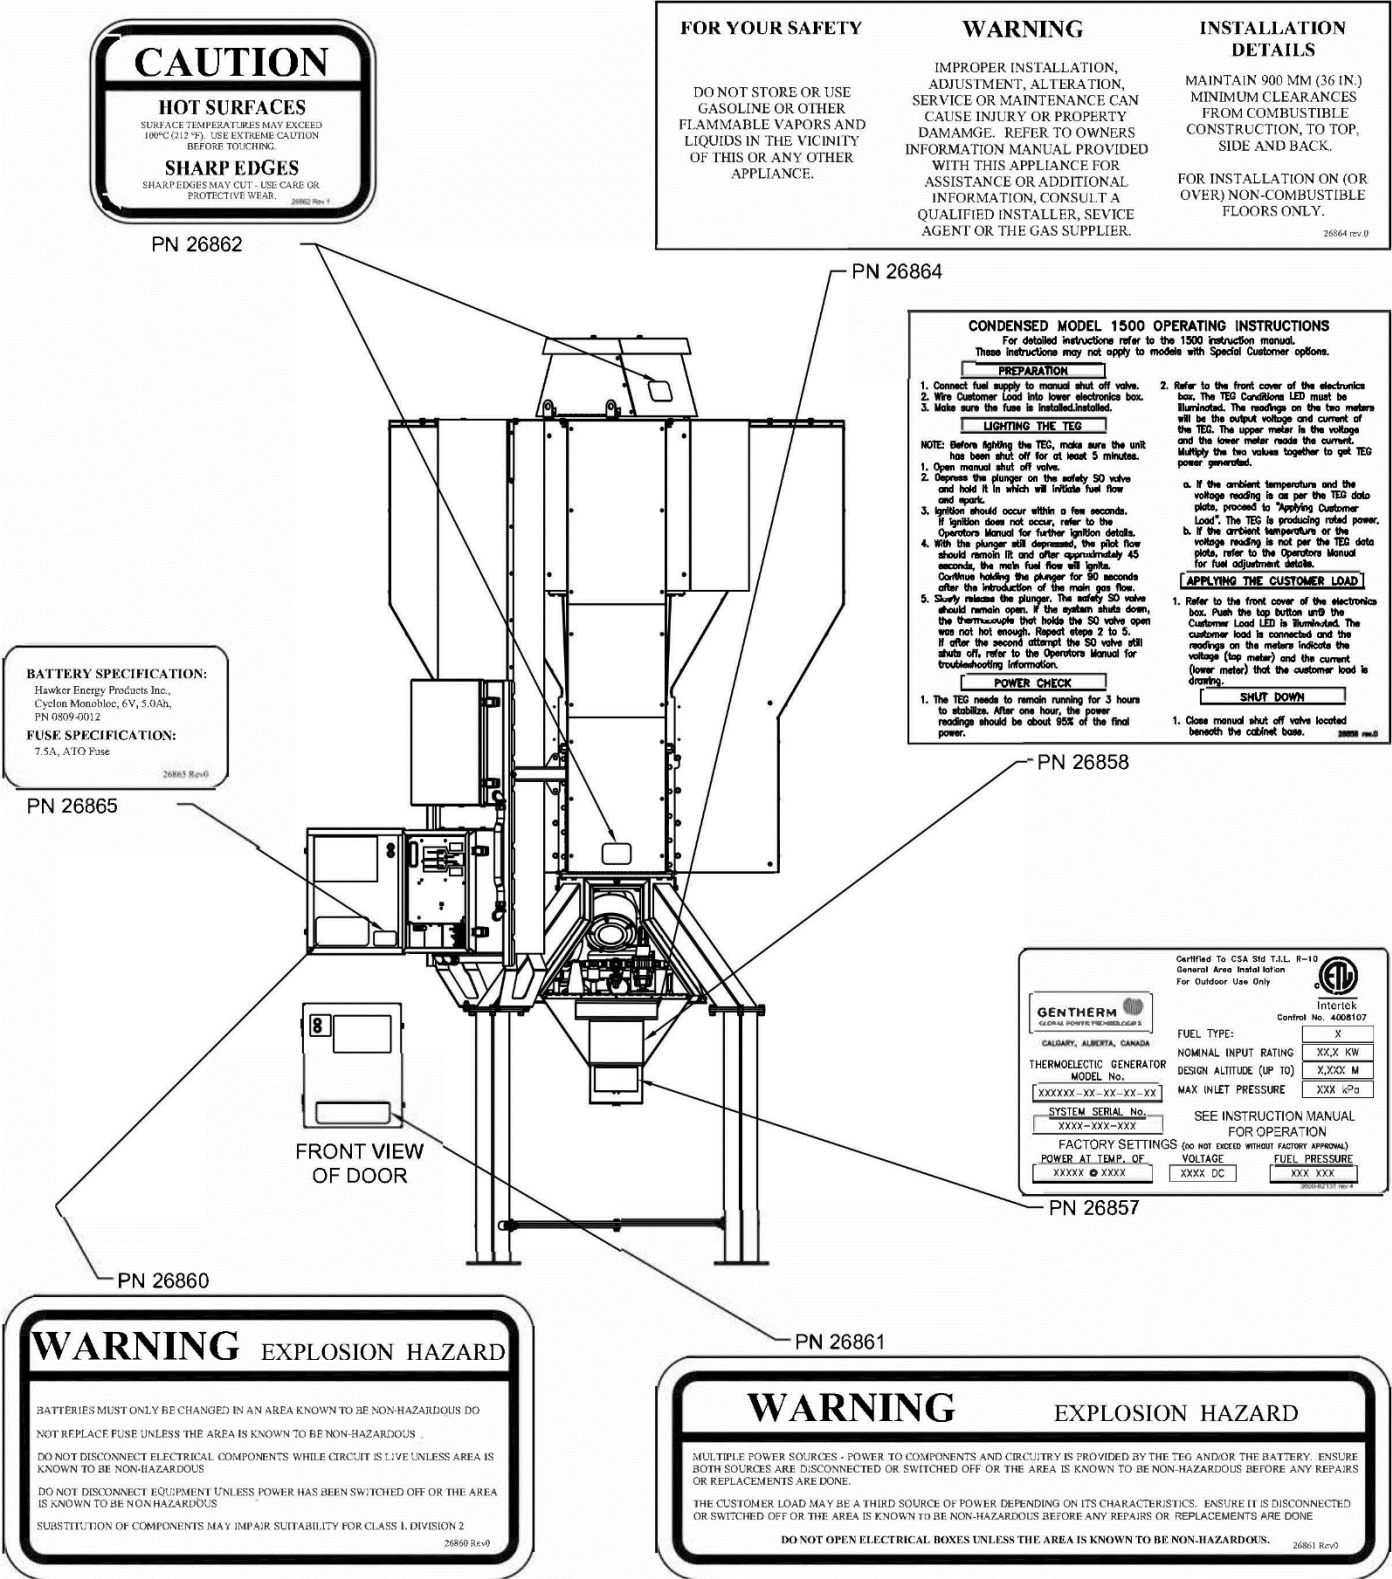 CAUTION
HOT SURFACES
SURFACE TEMPERATURES MAY EXCEED
100°C (212 °F). USE EXTREME CAUTION
BEFORE TOUCHING.
SHARP EDGES
SHARP EDGES MAY CUT - USE CARE OR
PROTECTIVE WEAR.
26862 Rev 1
PN 26862
FOR YOUR SAFETY
DO NOT STORE OR USE
GASOLINE OR OTHER
FLAMMABLE VAPORS AND
LIQUIDS IN THE VICINITY
OF THIS OR ANY OTHER
APPLIANCE.
WARNING
IMPROPER INSTALLATION,
ADJUSTMENT, ALTERATION,
SERVICE OR MAINTENANCE CAN
CAUSE INJURY OR PROPERTY
DAMAMGE. REFER TO OWNERS
INFORMATION MANUAL PROVIDED
WITH THIS APPLIANCE FOR
ASSISTANCE OR ADDITIONAL
INFORMATION, CONSULT A
QUALIFIED INSTALLER, SEVICE
AGENT OR THE GAS SUPPLIER.
INSTALLATION
DETAILS
MAINTAIN 900 MM (36 IN.)
MINIMUM CLEARANCES
FROM COMBUSTIBLE
CONSTRUCTION, TO TOP,
SIDE AND BACK.
FOR INSTALLATION ON (OR
OVER) NON-COMBUSTIBLE
FLOORS ONLY.
26864 rev.0
PN 26864
CONDENSED MODEL 1500 OPERATING INSTRUCTIONS
For detailed instructions refer to the 1500 instruction manual.
These instructions may not apply to models with Special Customer options.
PREPARATION
1. Connect fuel supply to manual shut off valve.
2. Wire Customer Load into lower electronics box.
3. Make sure the fuse is installed.installed.
LIGHTING THE TEG
NOTE: Before lighting the TEG, make sure the unit
has been shut off for at least 5 minutes.
1. Open manual shut off valve.
2. Depress the plunger on the safety SO valve
and hold it in which will initiate fuel flow
and spark.
3. Ignition should occur within a few seconds.
If ignition does not occur, refer to the
Operators Manual for further ignition details.
4. With the plunger still depressed, the pilot flow
should remain lit and after approximately 45
seconds, the main fuel flow will ignite.
Continue holding the plunger for 90 seconds
after the introduction of the main gas flow.
5. Slowly release the plunger. The safety SO valve
should remain open. If the system shuts down,
the thermocouple that holds the SO valve open
was not hot enough. Repeat steps 2 to 5.
If after the second attempt the SO valve still
shuts off, refer to the Operators Manual for
troubleshooting information.
POWER CHECK
1. The TEG needs to remain running for 3 hours
to stabilize. After one hour, the power
readings should be about 95% of the final
power.
2. Refer to the front cover of the electronics
box. The TEG Conditions LED must be
illuminated. The readings on the two meters
will be the output voltage and current of
the TEG. The upper meter is the voltage
and the lower meter reads the current.
Multiply the two values together to get TEG
power generated.
a. If the ambient temperature and the
voltage reading is as per the TEG data
plate, proceed to "Applying Customer
Load". The TEG is producing rated power.
b. If the ambient temperature or the
voltage reading is not per the TEG data
plate, refer to the Operators Manual
for fuel adjustment details.
APPLYING THE CUSTOMER LOAD
1. Refer to the front cover of the electronics
box. Push the top button until the
Customer Load LED is illuminated. The
customer load is connected and the
readings on the meters indicate the
voltage (top meter) and the current
(lower meter) that the customer load is
drawing.
SHUT DOWN
1. Close manual shut off valve located
beneath the cabinet base.
26858 rev.0
PN 26858
BATTERY SPECIFICATION:
Hawker Energy Products Inc.,
Cyclon Monobloc, 6V, 5.0Ah,
PN 0809-0012
FUSE SPECIFICATION:
7.5A, ATO Fuse
26865 Rev0
PN 26865
FRONT VIEW
OF DOOR
Certified To CSA Std T.I.L. R-10
General Area Installation
For Outdoor Use Only
C ETL
Intertek
Control No. 4008107
GENTHERM
GLOBAL POWER TECHNOLOGIES
CALGARY, ALBERTA, CANADA
THERMOELECTIC GENERATOR
MODEL No.
XXXXXX-XX-XX-XX-XX
SYSTEM SERIAL No.
XXXX-XXX-XXX
FUEL TYPE: X
NOMINAL INPUT RATING XX,X KW
DESIGN ALTITUDE (UP TO) X,XXX M
MAX INLET PRESSURE XXX kPa
SEE INSTRUCTION MANUAL
FOR OPERATION
FACTORY SETTINGS (DO NOT EXCEED WITHOUT FACTORY APPROVAL)
POWER AT TEMP. OF VOLTAGE FUEL PRESSURE
XXXXX @ XXXX XXXX DC XXX XXX
PN 26857
PN 26860
WARNING EXPLOSION HAZARD
BATTERIES MUST ONLY BE CHANGED IN AN AREA KNOWN TO BE NON-HAZARDOUS DO
NOT REPLACE FUSE UNLESS THE AREA IS KNOWN TO BE NON-HAZARDOUS
DO NOT DISCONNECT ELECTRICAL COMPONENTS WHILE CIRCUIT IS LIVE UNLESS AREA IS
KNOWN TO BE NON-HAZARDOUS
DO NOT DISCONNECT EQUIPMENT UNLESS POWER HAS BEEN SWITCHED OFF OR THE AREA
IS KNOWN TO BE NON HAZARDOUS
SUBSTITUTION OF COMPONENTS MAY IMPAIR SUITABILITY FOR CLASS I, DIVISION 2
26860 Rev0
PN 26861
WARNING EXPLOSION HAZARD
MULTIPLE POWER SOURCES - POWER TO COMPONENTS AND CIRCUITRY IS PROVIDED BY THE TEG AND/OR THE BATTERY. ENSURE
BOTH SOURCES ARE DISCONNECTED OR SWITCHED OFF OR THE AREA IS KNOWN TO BE NON-HAZARDOUS BEFORE ANY REPAIRS
OR REPLACEMENTS ARE DONE.
THE CUSTOMER LOAD MAY BE A THIRD SOURCE OF POWER DEPENDING ON ITS CHARACTERISTICS. ENSURE IT IS DISCONNECTED
OR SWITCHED OFF OR THE AREA IS KNOWN TO BE NON-HAZARDOUS BEFORE ANY REPAIRS OR REPLACEMENTS ARE DONE
DO NOT OPEN ELECTRICAL BOXES UNLESS THE AREA IS KNOWN TO BE NON-HAZARDOUS.
26861 Rev0